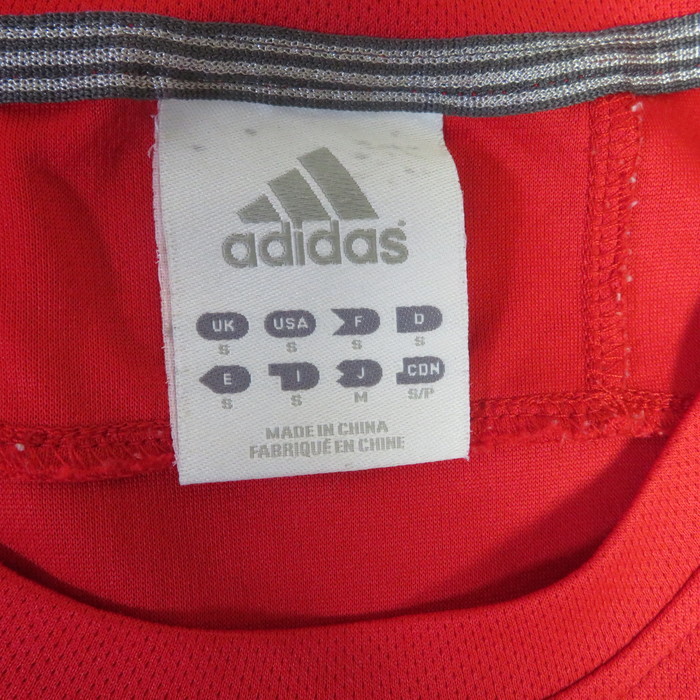 adidas
UK USA F D
S S S S
E I J CDN
S S M S/P
MADE IN CHINA
FABRIQUÉ EN CHINE